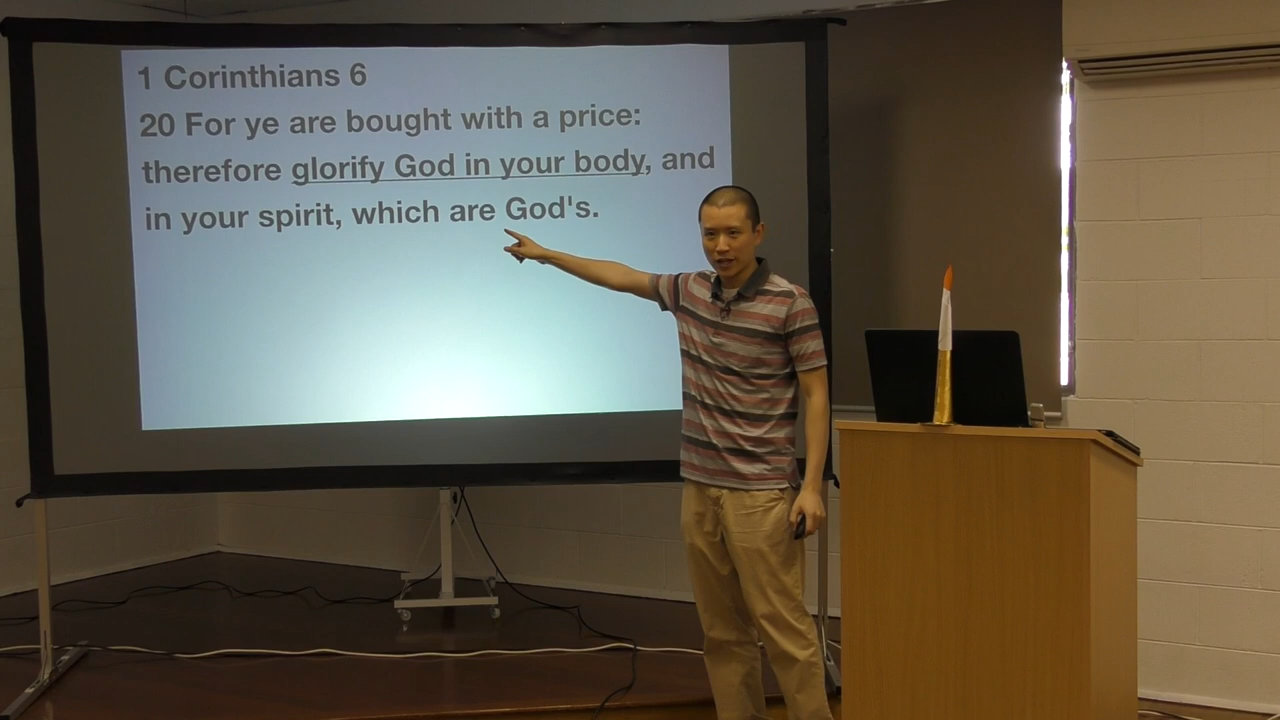 1 Corinthians 6
20 For ye are bought with a price:
therefore glorify God in your body, and
in your spirit, which are God's.